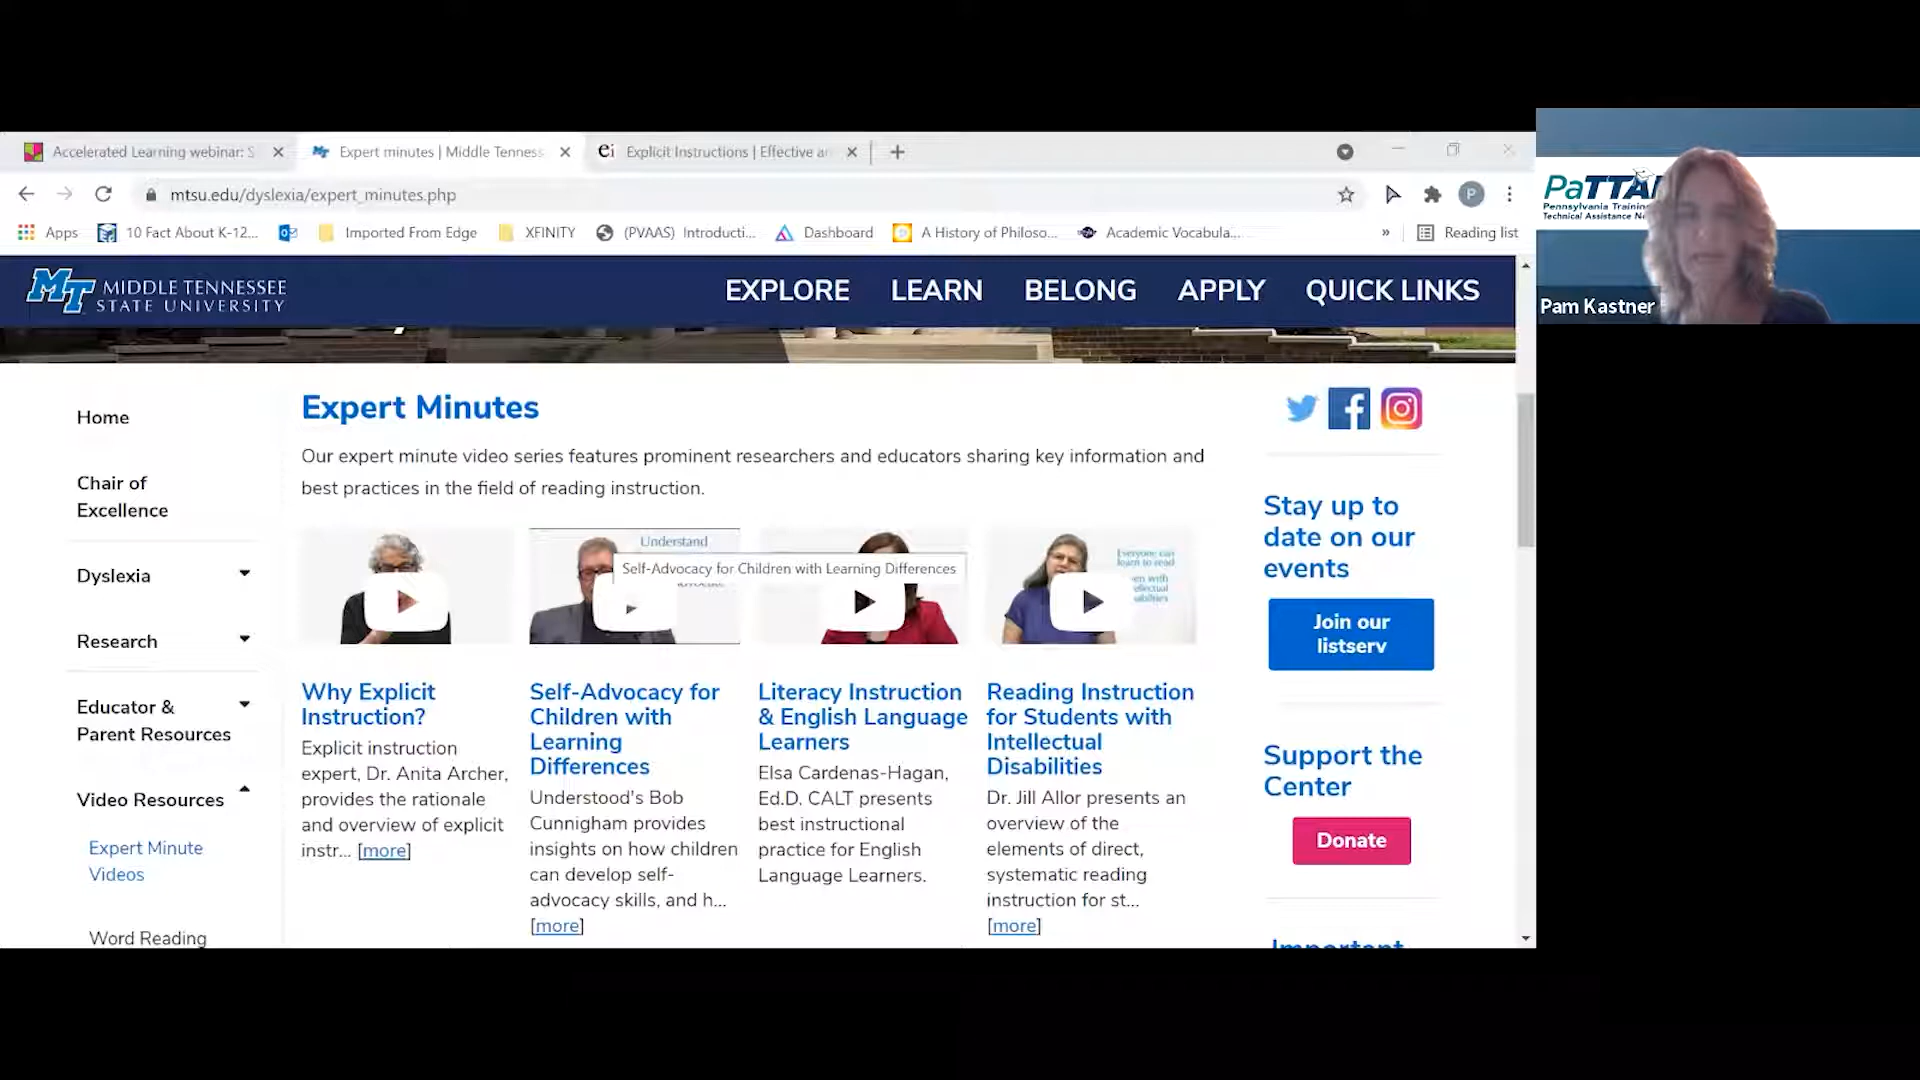 Accelerated Learning webinar: S
Expert minutes | Middle Tenness
ei Explicit Instructions | Effective an
mtsu.edu/dyslexia/expert_minutes.php
P
Apps
10 Fact About K-12...
Imported From Edge
XFINITY
(PVAAS) Introducti...
Dashboard
A History of Philoso...
Academic Vocabula...
»
Reading list
MT MIDDLE TENNESSEE
STATE UNIVERSITY
EXPLORE LEARN BELONG APPLY QUICK LINKS
Home
Chair of
Excellence
Dyslexia
Research
Educator &
Parent Resources
Video Resources
Expert Minute
Videos
Word Reading
Expert Minutes
Our expert minute video series features prominent researchers and educators sharing key information and
best practices in the field of reading instruction.
Understand
Self-Advocacy for Children with Learning Differences
Everyone can
learn to read
Why Explicit
Instruction?
Explicit instruction
expert, Dr. Anita Archer,
provides the rationale
and overview of explicit
instr... [more]
Self-Advocacy for
Children with
Learning
Differences
Understood's Bob
Cunnigham provides
insights on how children
can develop self-
advocacy skills, and h...
[more]
Literacy Instruction
& English Language
Learners
Elsa Cardenas-Hagan,
Ed.D. CALT presents
best instructional
practice for English
Language Learners.
Reading Instruction
for Students with
Intellectual
Disabilities
Dr. Jill Allor presents an
overview of the
elements of direct,
systematic reading
instruction for st...
[more]
Stay up to
date on our
events
Join our
listserv
Support the
Center
Donate
Important
PaTTA
Pennsylvania Training
Technical Assistance Ne
Pam Kastner